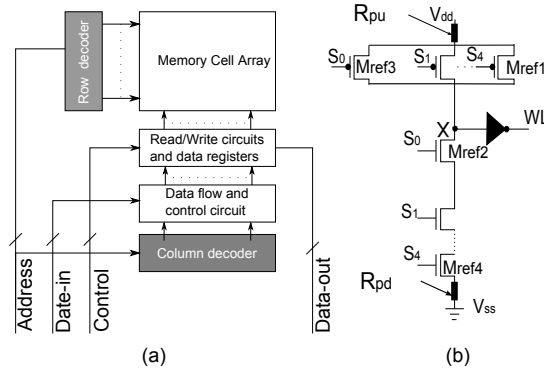 Row decoder
Memory Cell Array
Read/Write circuits
and data registers
Data flow and
control circuit
Column decoder
Address
Date-in
Control
Data-out
(a)
Rpu
Vdd
S0
Mref3
S1
S4
Mref1
X
WL
S0
Mref2
S1
S4
Mref4
Rpd
Vss
(b)